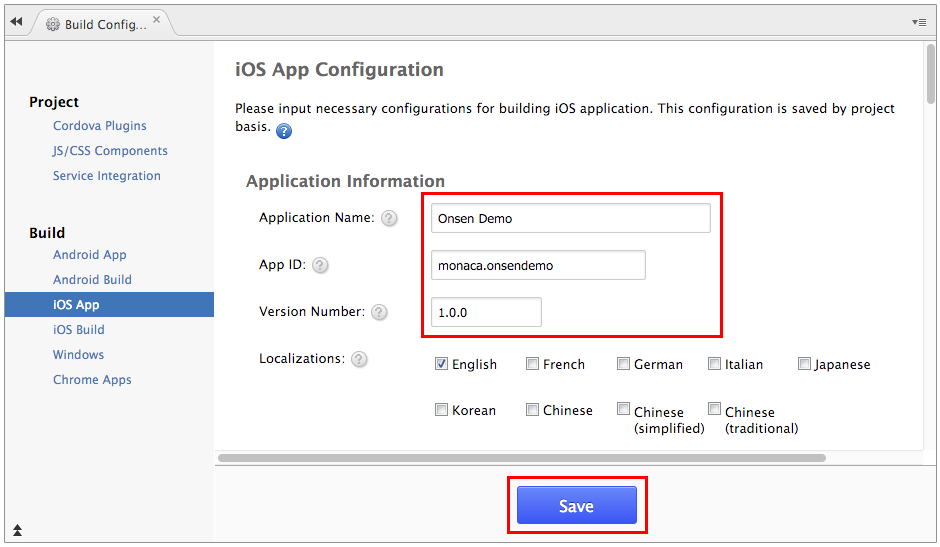 Build Config...
Project
Cordova Plugins
JS/CSS Components
Service Integration
Build
Android App
Android Build
iOS App
iOS Build
Windows
Chrome Apps
iOS App Configuration
Please input necessary configurations for building iOS application. This configuration is saved by project
basis. ?
Application Information
Application Name: ? Onsen Demo
App ID: ? monaca.onsendemo
Version Number: ? 1.0.0
Localizations: ? English French German Italian Japanese
Korean Chinese Chinese (simplified) Chinese (traditional)
Save